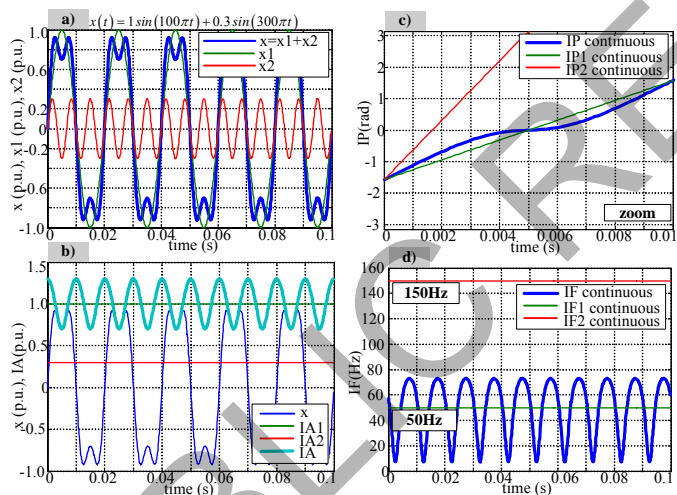 a)
x(t)=1sin(100πt)+0.3sin(300πt)
1.0
0.6
0.2
0
-0.2
-0.6
-1.0
x=x1+x2
x1
x2
x (p.u.), x1 (p.u.), x2 (p.u.)
0 0.02 0.04 0.06 0.08 0.1
time (s)
c)
3
2
1
0
-1
-2
-3
IP continuous
IP1 continuous
IP2 continuous
IP(rad)
zoom
0 0.002 0.004 0.006 0.008 0.01
time (s)
b)
1.5
1.0
0.5
0
-0.5
-1.0
x
IA1
IA2
IA
x (p.u.), IA(p.u.)
0 0.02 0.04 0.06 0.08 0.1
time (s)
d)
160
140
120
100
80
60
40
20
0
150Hz
IF continuous
IF1 continuous
IF2 continuous
IF(Hz)
50Hz
0 0.02 0.04 0.06 0.08 0.1
time (s)